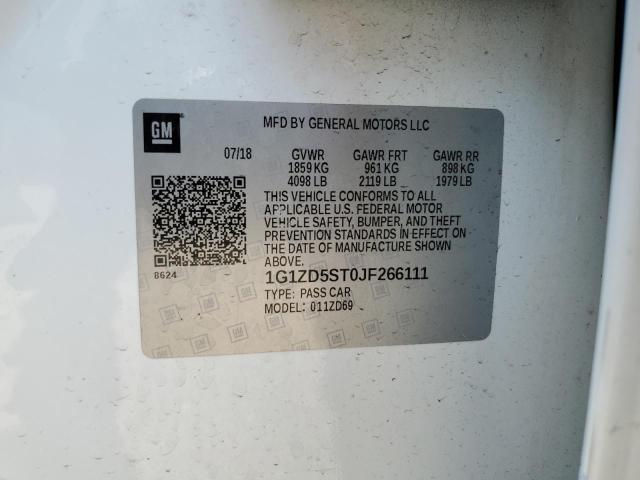 GM
MFD BY GENERAL MOTORS LLC
07/18 GVWR GAWR FRT GAWR RR
1859 KG 961 KG 898 KG
4098 LB 2119 LB 1979 LB
THIS VEHICLE CONFORMS TO ALL
APPLICABLE U.S. FEDERAL MOTOR
VEHICLE SAFETY, BUMPER, AND THEFT
PREVENTION STANDARDS IN EFFECT ON
THE DATE OF MANUFACTURE SHOWN
ABOVE.
8624
1G1ZD5ST0JF266111
TYPE: PASS CAR
MODEL: 011ZD69